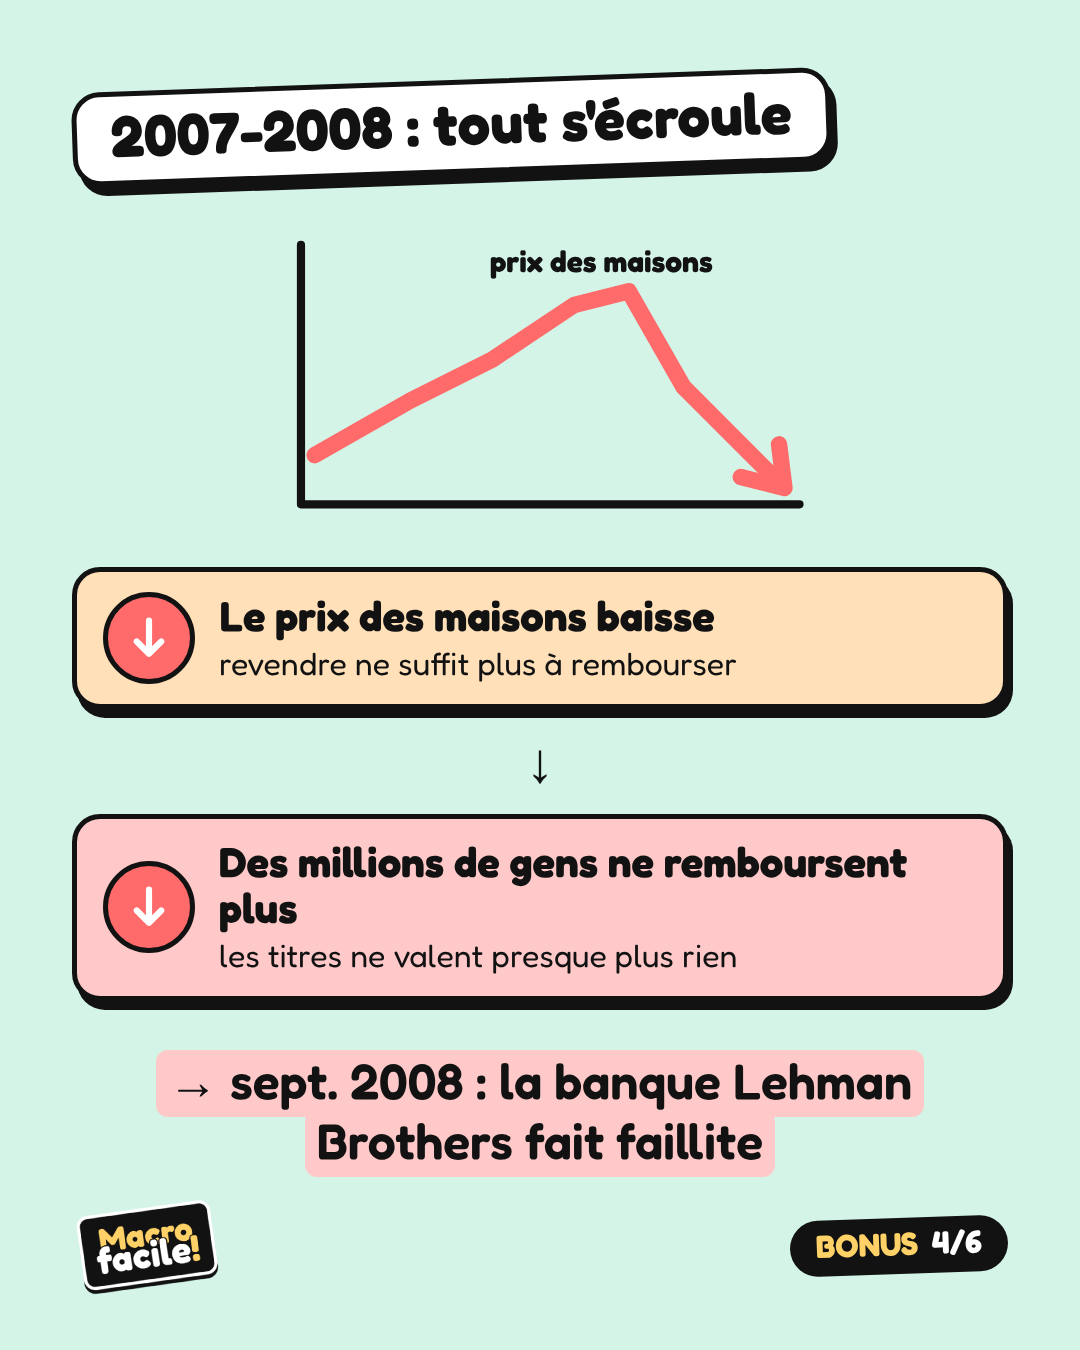 2007-2008 : tout s'écroule
prix des maisons
Le prix des maisons baisse
revendre ne suffit plus à rembourser
↓
Des millions de gens ne remboursent
plus
les titres ne valent presque plus rien
→ sept. 2008 : la banque Lehman
Brothers fait faillite
Macro
facile!
BONUS 4/6